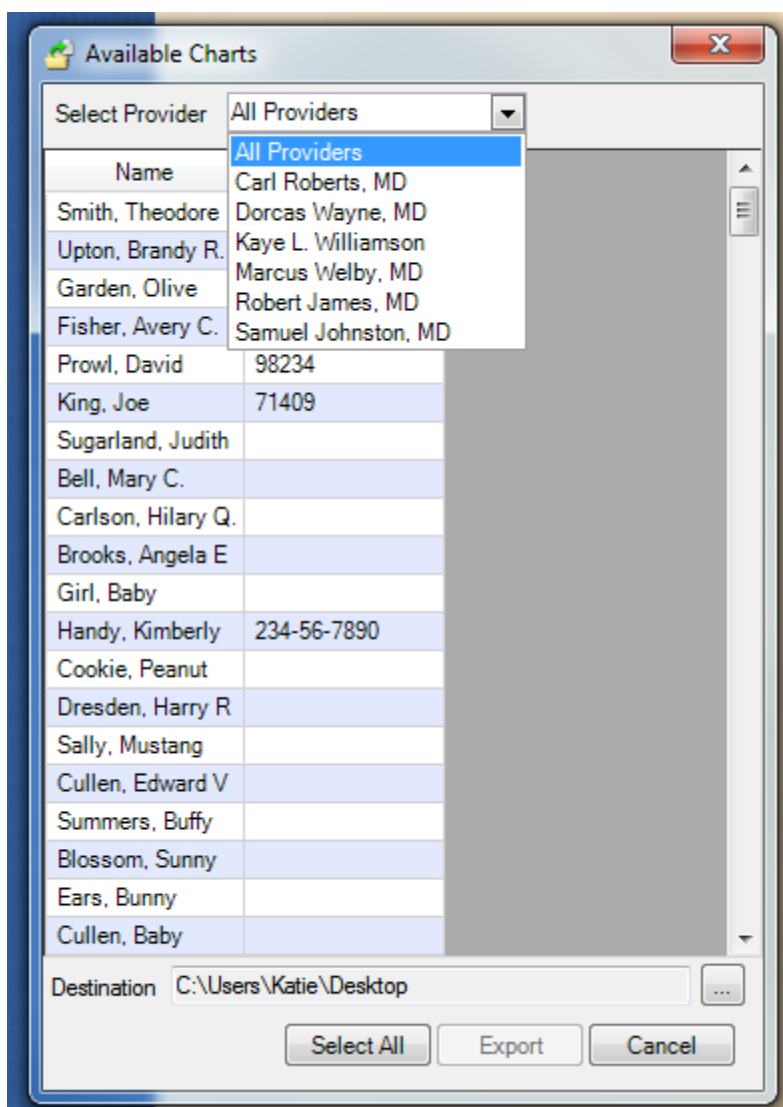 Available Charts
Select Provider All Providers
All Providers
Carl Roberts, MD
Dorcas Wayne, MD
Kaye L. Williamson
Marcus Welby, MD
Robert James, MD
Samuel Johnston, MD
Name
Smith, Theodore
Upton, Brandy R.
Garden, Olive
Fisher, Avery C.
Prowl, David 98234
King, Joe 71409
Sugarland, Judith
Bell, Mary C.
Carlson, Hilary Q.
Brooks, Angela E
Girl, Baby
Handy, Kimberly 234-56-7890
Cookie, Peanut
Dresden, Harry R
Sally, Mustang
Cullen, Edward V
Summers, Buffy
Blossom, Sunny
Ears, Bunny
Cullen, Baby
Destination C:\Users\Katie\Desktop ...
Select All Export Cancel